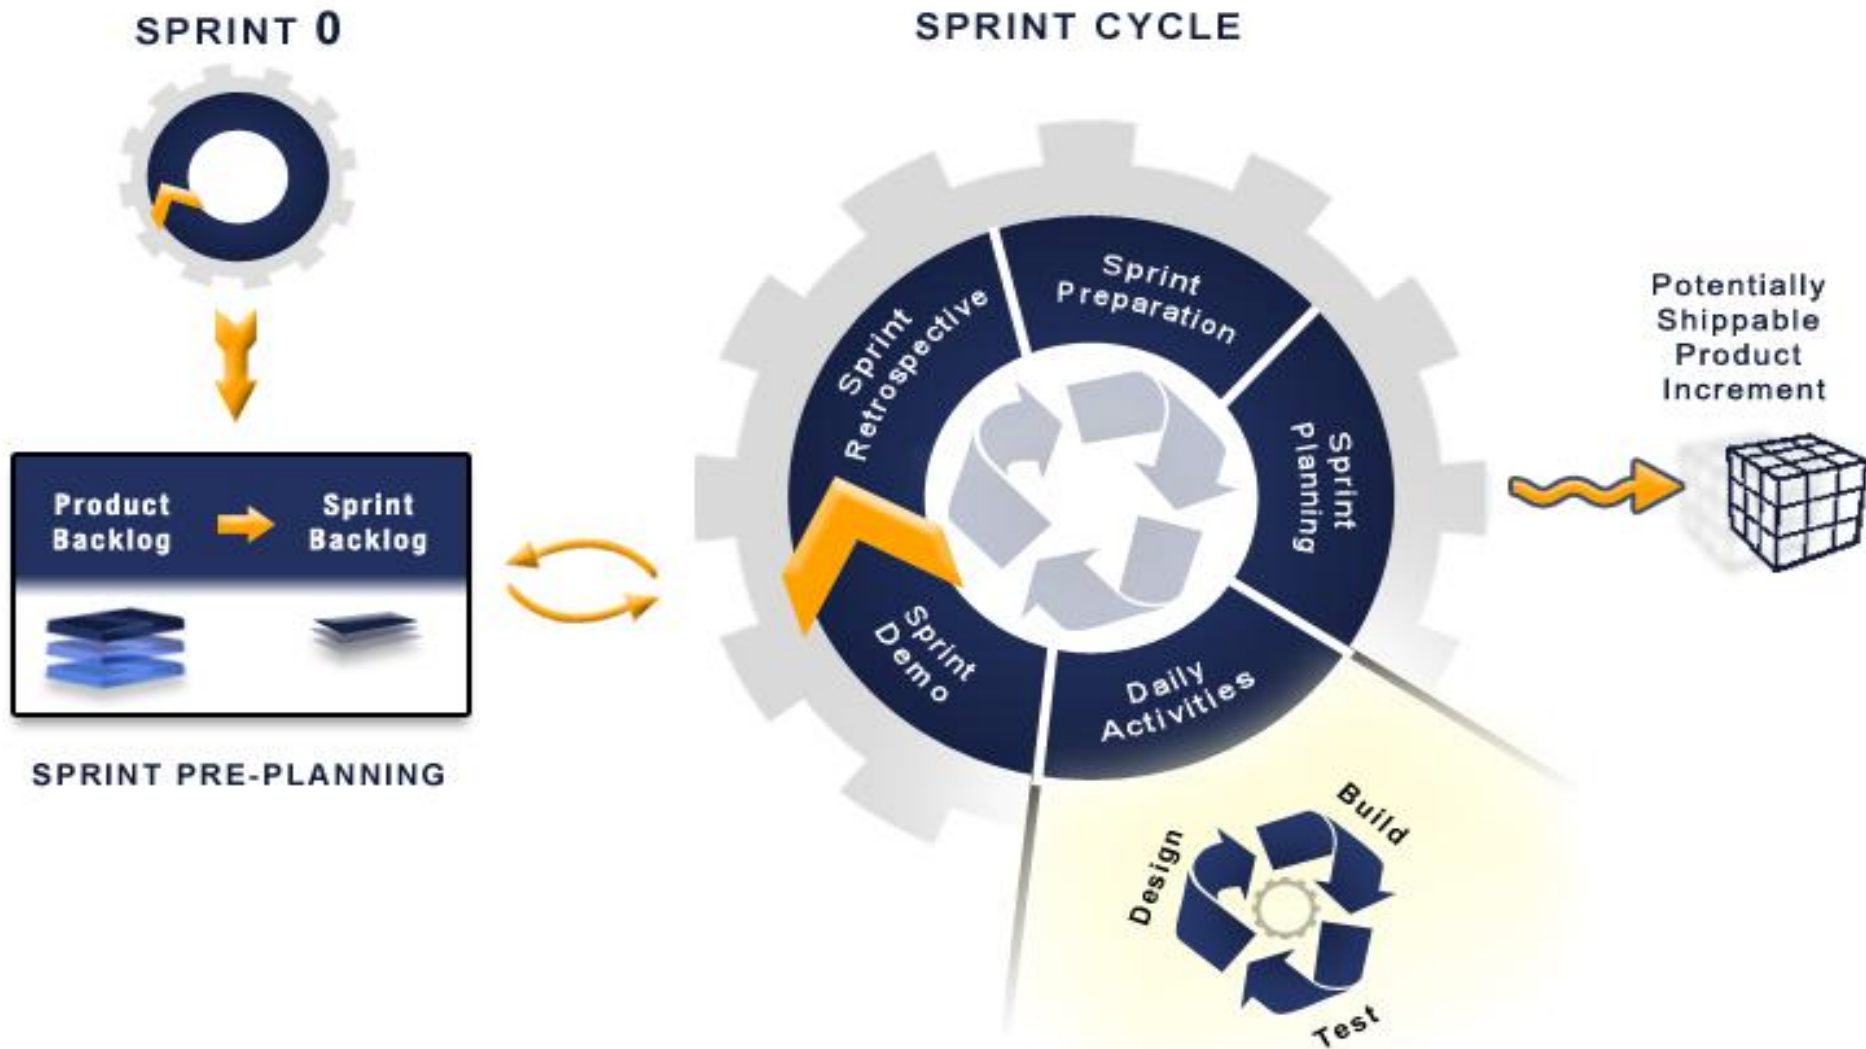 SPRINT 0
SPRINT CYCLE
Product
Backlog
Sprint
Backlog
SPRINT PRE-PLANNING
Sprint
Preparation
Sprint
Planning
Daily
Activities
Sprint
Demo
Sprint
Retrospective
Design
Build
Test
Potentially
Shippable
Product
Increment